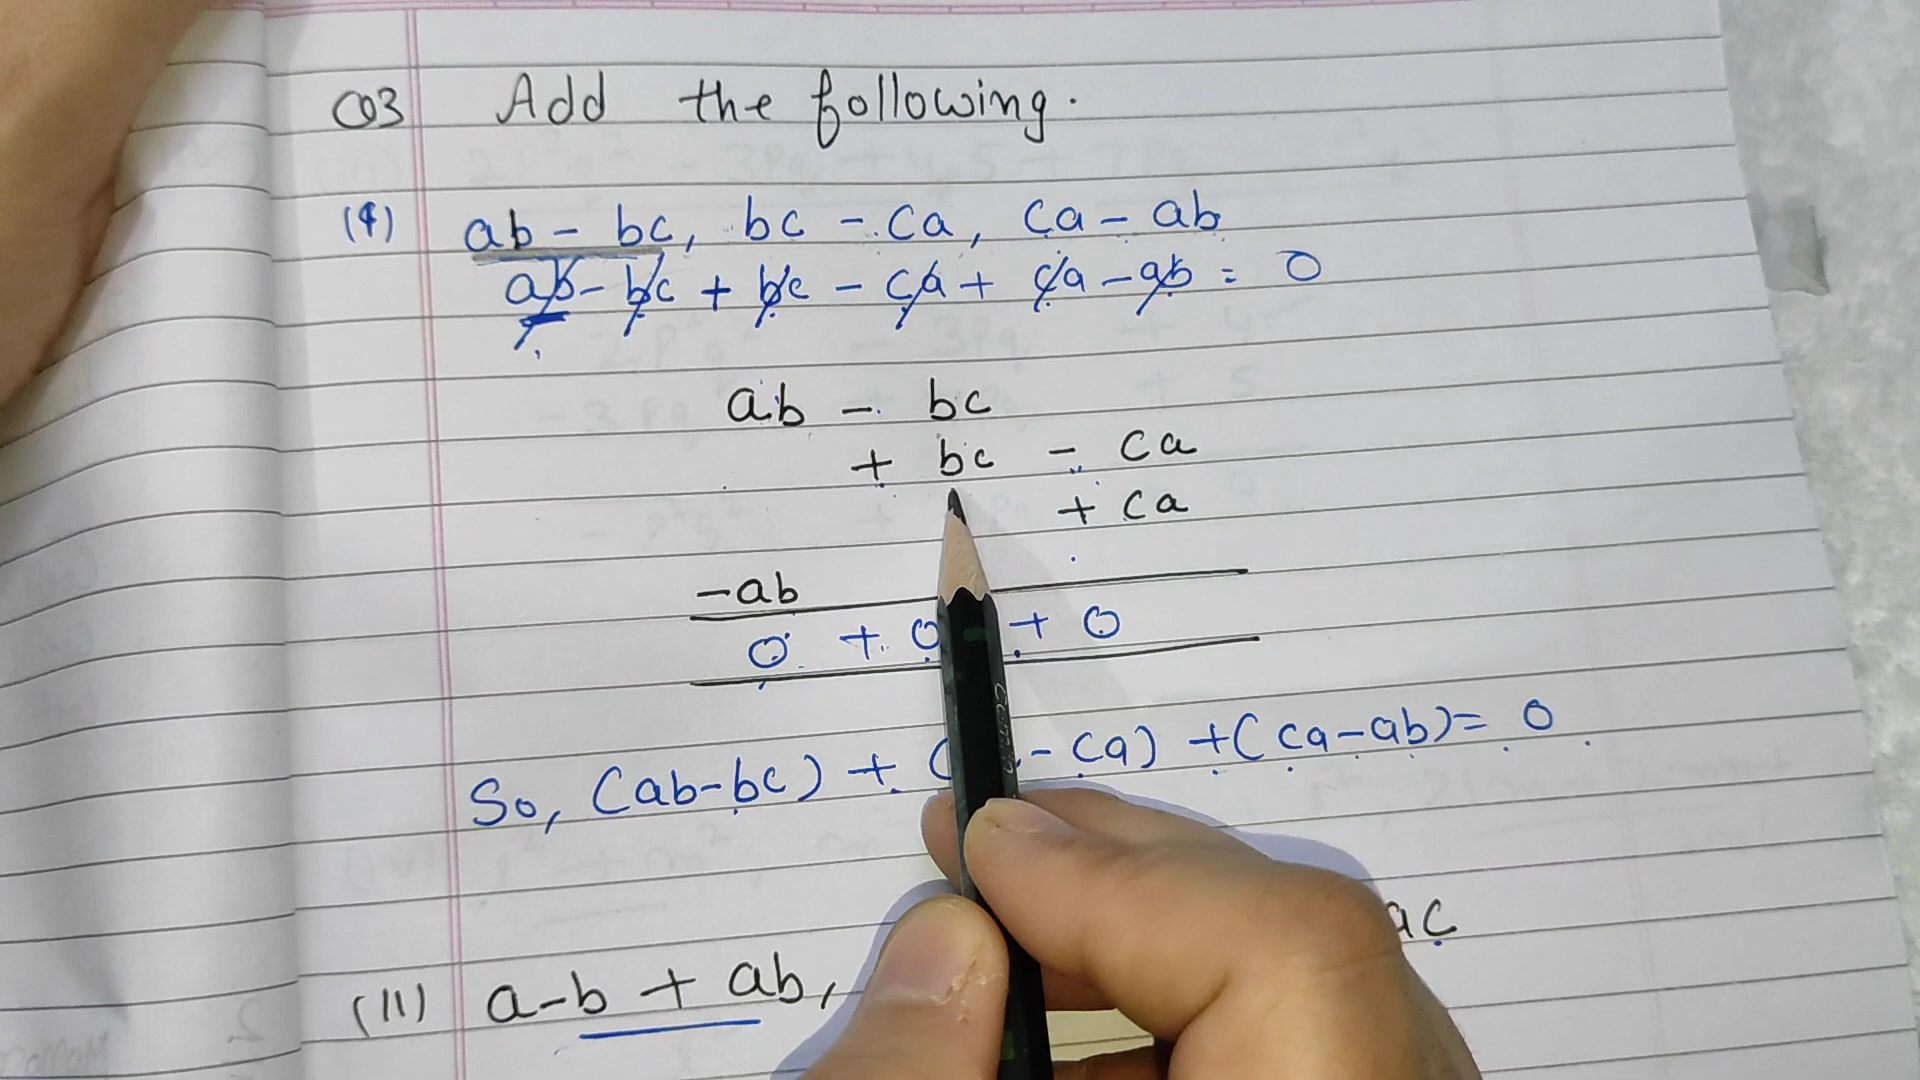 Q3 Add the following.
(i) ab - bc, bc - ca, ca - ab
ab - bc + bc - ca + ca - ab = 0
ab - bc
+ bc - ca
+ ca
-ab
0 + 0 + 0
So, (ab-bc) + ( - ca) + (ca-ab) = 0
(II) a-b + ab, ac